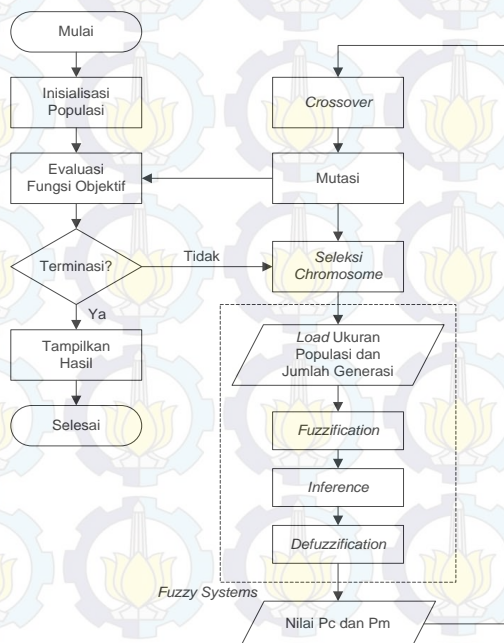 Mulai
Inisialisasi
Populasi
Evaluasi
Fungsi Objektif
Terminasi?
Tidak
Ya
Tampilkan
Hasil
Selesai
Crossover
Mutasi
Seleksi
Chromosome
Load Ukuran
Populasi dan
Jumlah Generasi
Fuzzification
Inference
Defuzzification
Fuzzy Systems
Nilai Pc dan Pm